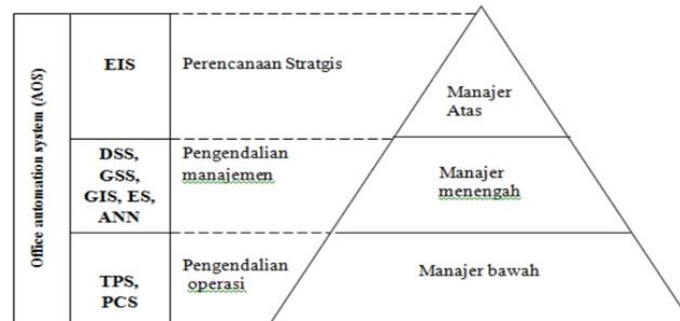 Office automation system (AOS)
EIS
Perencanaan Stratgis
Manajer
Atas
DSS,
GSS,
GIS, ES,
ANN
Pengendalian
manajemen
Manajer
menengah
TPS,
PCS
Pengendalian
operasi
Manajer bawah